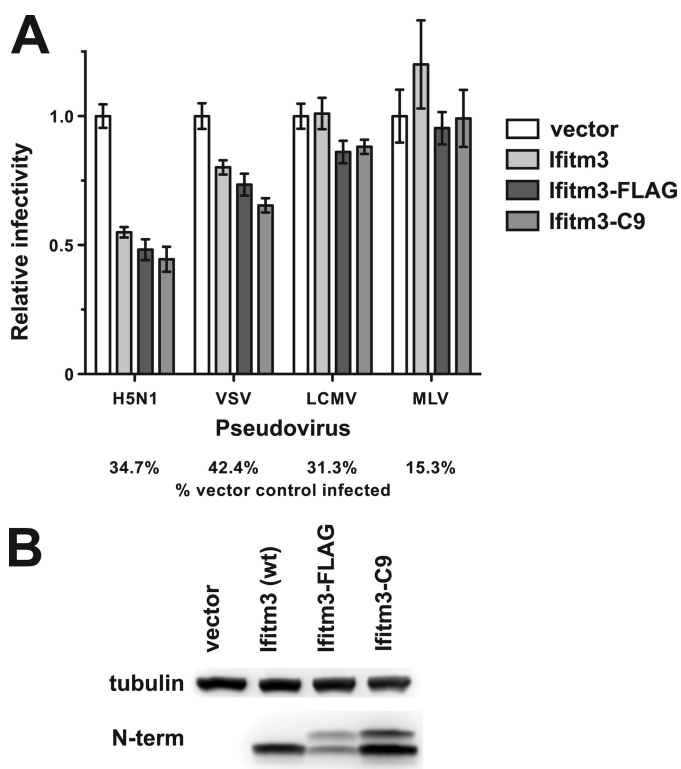 A
Relative infectivity
1.0
0.5
0
H5N1 VSV LCMV MLV
Pseudovirus
34.7% 42.4% 31.3% 15.3%
% vector control infected
vector
Ifitm3
Ifitm3-FLAG
Ifitm3-C9
B
vector
Ifitm3 (wt)
Ifitm3-FLAG
Ifitm3-C9
tubulin
N-term